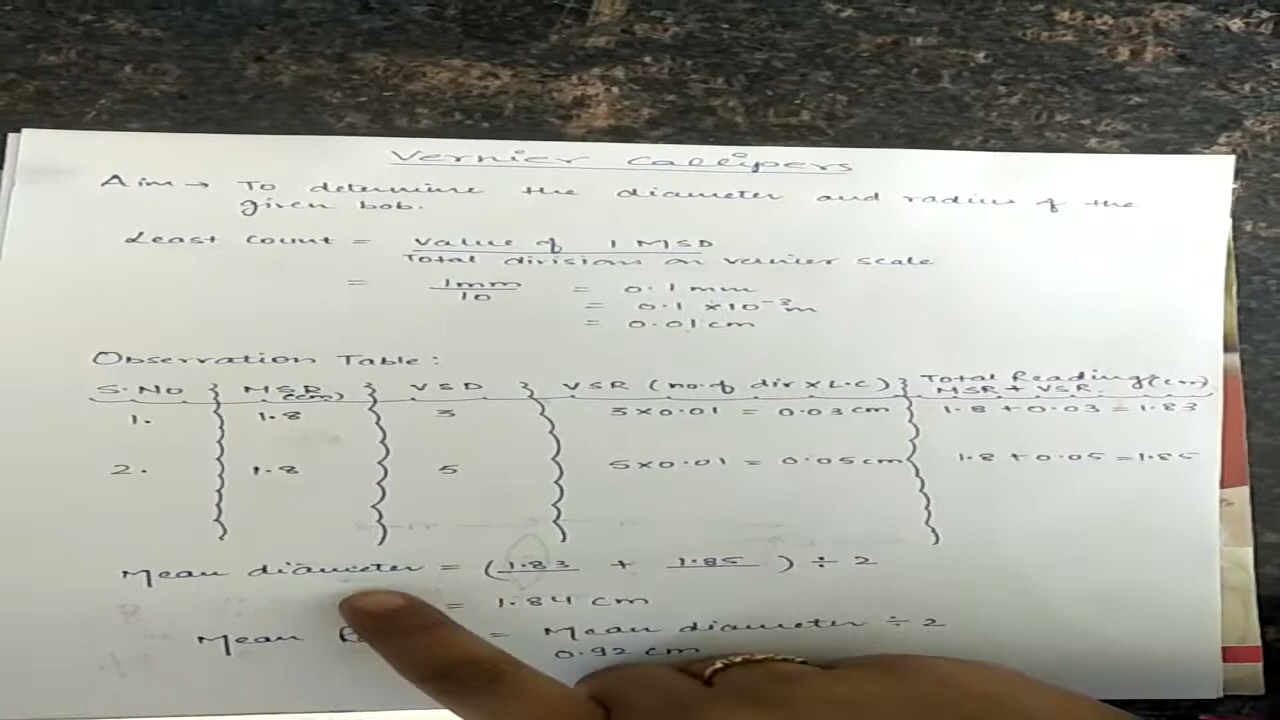 Vernier Callipers
Aim → To determine the diameter and radius of the
given bob.
Least count = Value of 1 MSD
Total divisions on vernier scale
= 1mm = 0.1 mm
10
= 0.1 × 10⁻³m
= 0.01 cm
Observation Table:
S.No MSR (cm) VSD VSR (no. of div x L.C) Total Reading (cm)
MSR + VSR
1. 1.8 3 3 x 0.01 = 0.03 cm 1.8 + 0.03 = 1.83
2. 1.8 5 5 x 0.01 = 0.05 cm 1.8 + 0.05 = 1.85
Mean diameter = (1.83 + 1.85) ÷ 2
= 1.84 cm
Mean = Mean diameter ÷ 2
0.92 cm